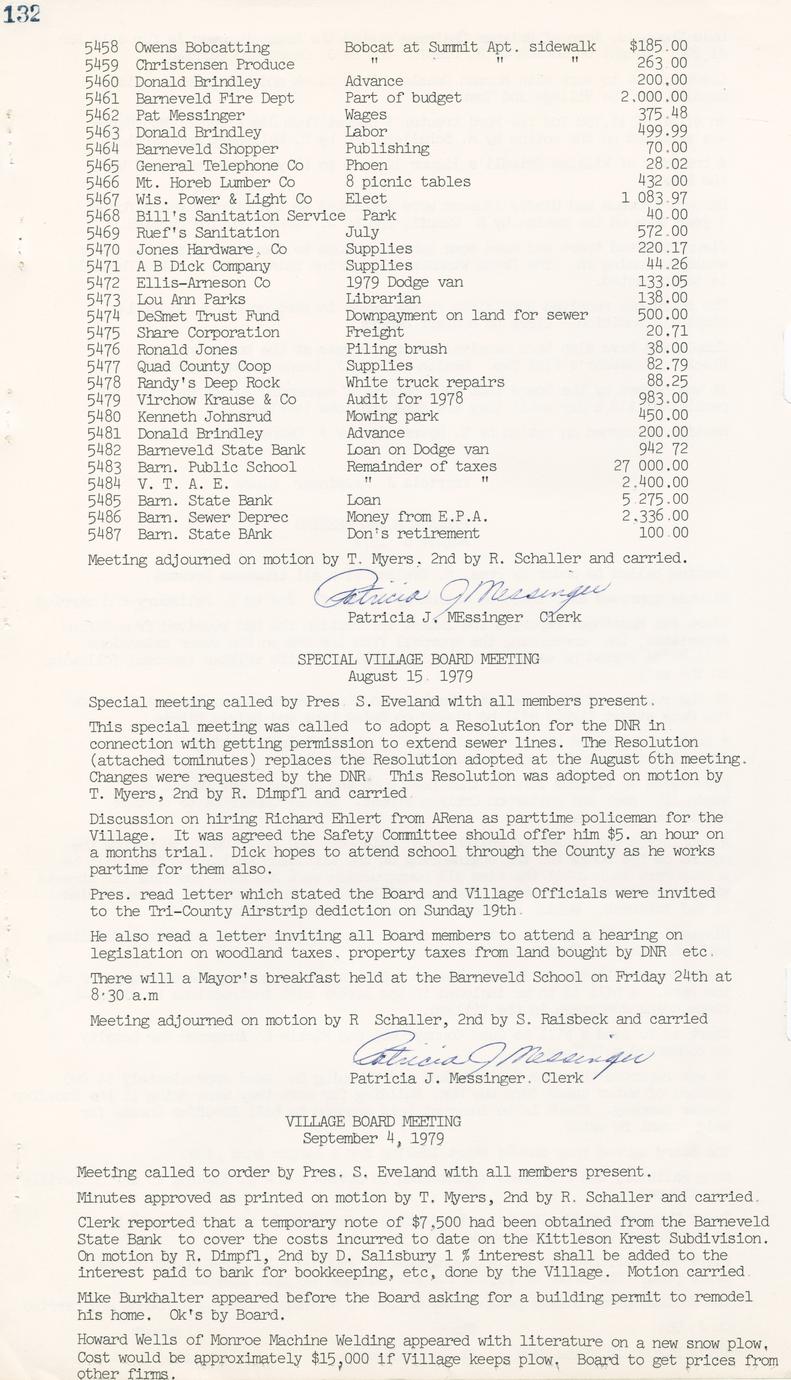 132
5458 Owens Bobcatting Bobcat at Summit Apt. sidewalk $185.00
5459 Christensen Produce " " " 263 00
5460 Donald Brindley Advance 200.00
5461 Barneveld Fire Dept Part of budget 2.000.00
5462 Pat Messinger Wages 375.48
5463 Donald Brindley Labor 499.99
5464 Barneveld Shopper Publishing 70.00
5465 General Telephone Co Phoen 28.02
5466 Mt. Horeb Lumber Co 8 picnic tables 432 00
5467 Wis. Power & Light Co Elect 1 083.97
5468 Bill's Sanitation Service Park 40.00
5469 Ruef's Sanitation July 572.00
5470 Jones Hardware. Co Supplies 220.17
5471 A B Dick Company Supplies 44.26
5472 Ellis-Arneson Co 1979 Dodge van 133.05
5473 Lou Ann Parks Librarian 138.00
5474 DeSmet Trust Fund Downpayment on land for sewer 500.00
5475 Share Corporation Freight 20.71
5476 Ronald Jones Piling brush 38.00
5477 Quad County Coop Supplies 82.79
5478 Randy's Deep Rock White truck repairs 88.25
5479 Virchow Krause & Co Audit for 1978 983.00
5480 Kenneth Johnsrud Mowing park 450.00
5481 Donald Brindley Advance 200.00
5482 Barneveld State Bank Loan on Dodge van 942 72
5483 Barn. Public School Remainder of taxes 27 000.00
5484 V. T. A. E. " " 2.400.00
5485 Barn. State Bank Loan 5 275.00
5486 Barn. Sewer Deprec Money from E.P.A. 2,336.00
5487 Barn. State BAnk Don's retirement 100.00
Meeting adjourned on motion by T. Myers. 2nd by R. Schaller and carried.
Patricia J Messinger
Patricia J. MEssinger Clerk
SPECIAL VILLAGE BOARD MEETING
August 15 1979
Special meeting called by Pres S. Eveland with all members present.
This special meeting was called to adopt a Resolution for the DNR in
connection with getting permission to extend sewer lines. The Resolution
(attached tominutes) replaces the Resolution adopted at the August 6th meeting.
Changes were requested by the DNR This Resolution was adopted on motion by
T. Myers, 2nd by R. Dimpfl and carried
Discussion on hiring Richard Ehlert from ARena as parttime policeman for the
Village. It was agreed the Safety Committee should offer him $5. an hour on
a months trial. Dick hopes to attend school through the County as he works
partime for them also.
Pres. read letter which stated the Board and Village Officials were invited
to the Tri-County Airstrip dediction on Sunday 19th.
He also read a letter inviting all Board members to attend a hearing on
legislation on woodland taxes. property taxes from land bought by DNR etc.
There will a Mayor's breakfast held at the Barneveld School on Friday 24th at
8:30 a.m
Meeting adjourned on motion by R Schaller, 2nd by S. Raisbeck and carried
Patricia J Messinger
Patricia J. Messinger. Clerk
VILLAGE BOARD MEETING
September 4, 1979
Meeting called to order by Pres. S. Eveland with all members present.
Minutes approved as printed on motion by T. Myers, 2nd by R. Schaller and carried.
Clerk reported that a temporary note of $7,500 had been obtained from the Barneveld
State Bank to cover the costs incurred to date on the Kittleson Krest Subdivision.
On motion by R. Dimpfl, 2nd by D. Salisbury 1 % interest shall be added to the
interest paid to bank for bookkeeping, etc, done by the Village. Motion carried
Mike Burkhalter appeared before the Board asking for a building permit to remodel
his home. Ok's by Board.
Howard Wells of Monroe Machine Welding appeared with literature on a new snow plow,
Cost would be approximately $15,000 if Village keeps plow. Board to get prices from
other firms.